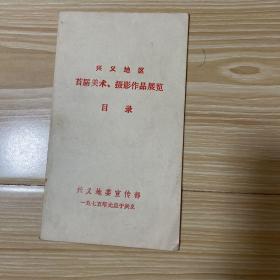 兴义地区
首届美术、摄影作品展览
目录
兴义地委宣传部
一九七五年元旦于兴义